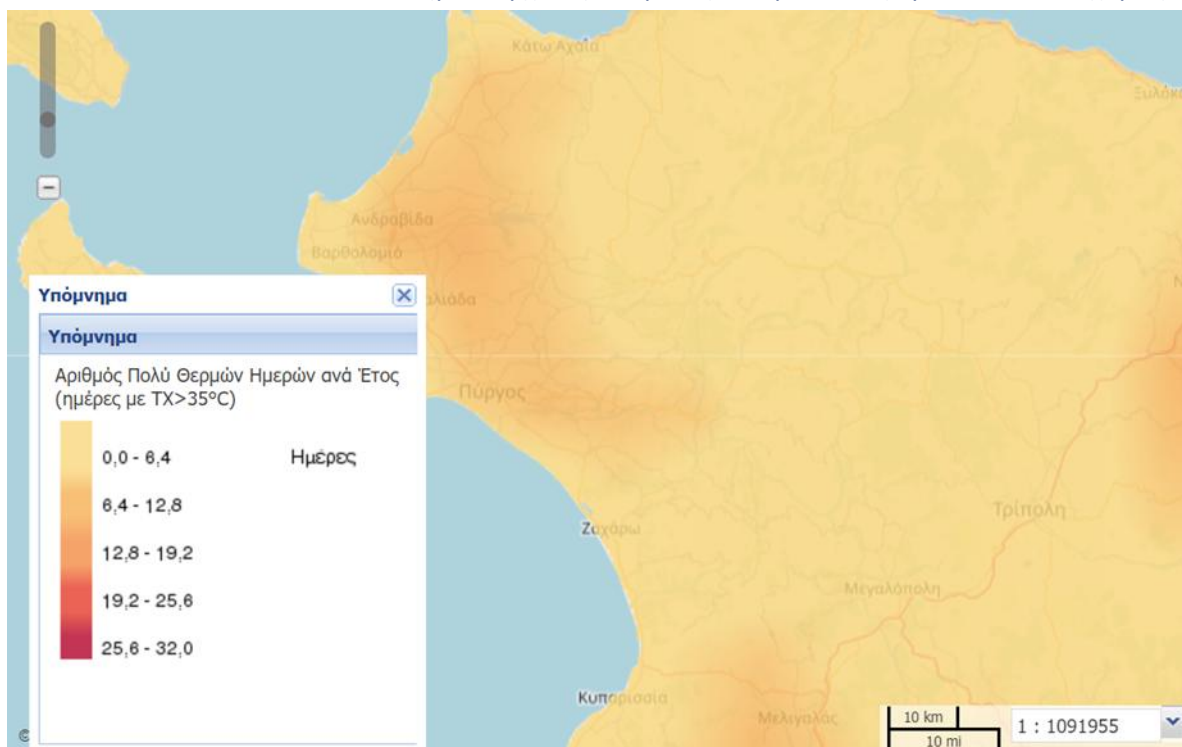 Κάτω Αχαΐα
Ανδραβίδα
Βαρθολομιό
Υπόμνημα
Υπόμνημα
Αριθμός Πολύ Θερμών Ημερών ανά Έτος
(ημέρες με TX>35°C)
0,0 - 6,4 Ημέρες
6,4 - 12,8
12,8 - 19,2
19,2 - 25,6
25,6 - 32,0
Πύργος
Ζαχάρω
Τρίπολη
Μεγαλόπολη
Κυπαρισσία
Μελιγαλάς
10 km
10 mi
1 : 1091955
©